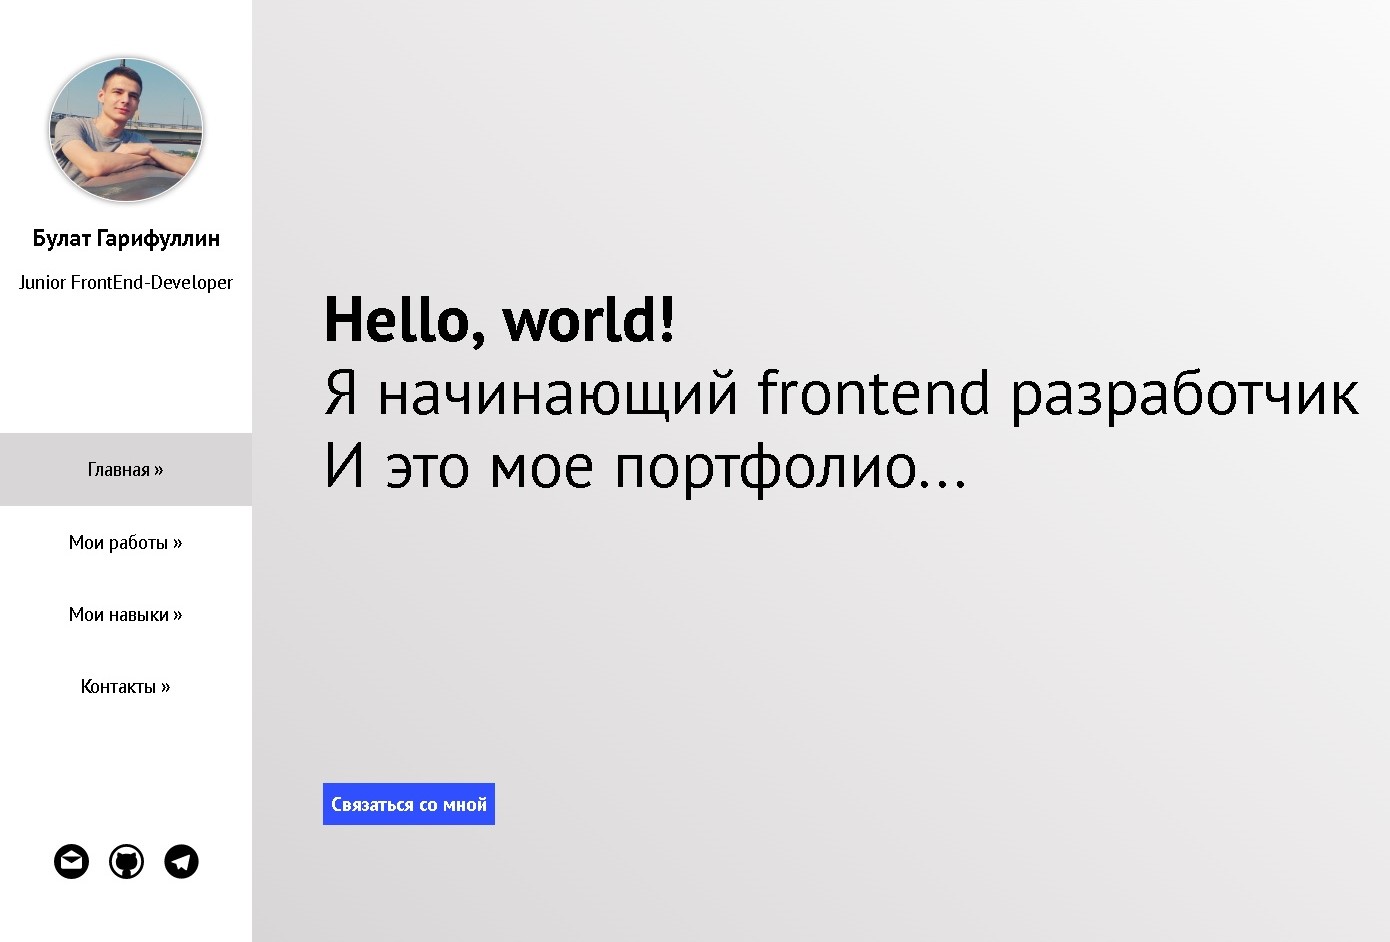 Булат Гарифуллин
Junior FrontEnd-Developer
Главная »
Мои работы »
Мои навыки »
Контакты »
Hello, world!
Я начинающий frontend разработчик
И это мое портфолио...
Связаться со мной